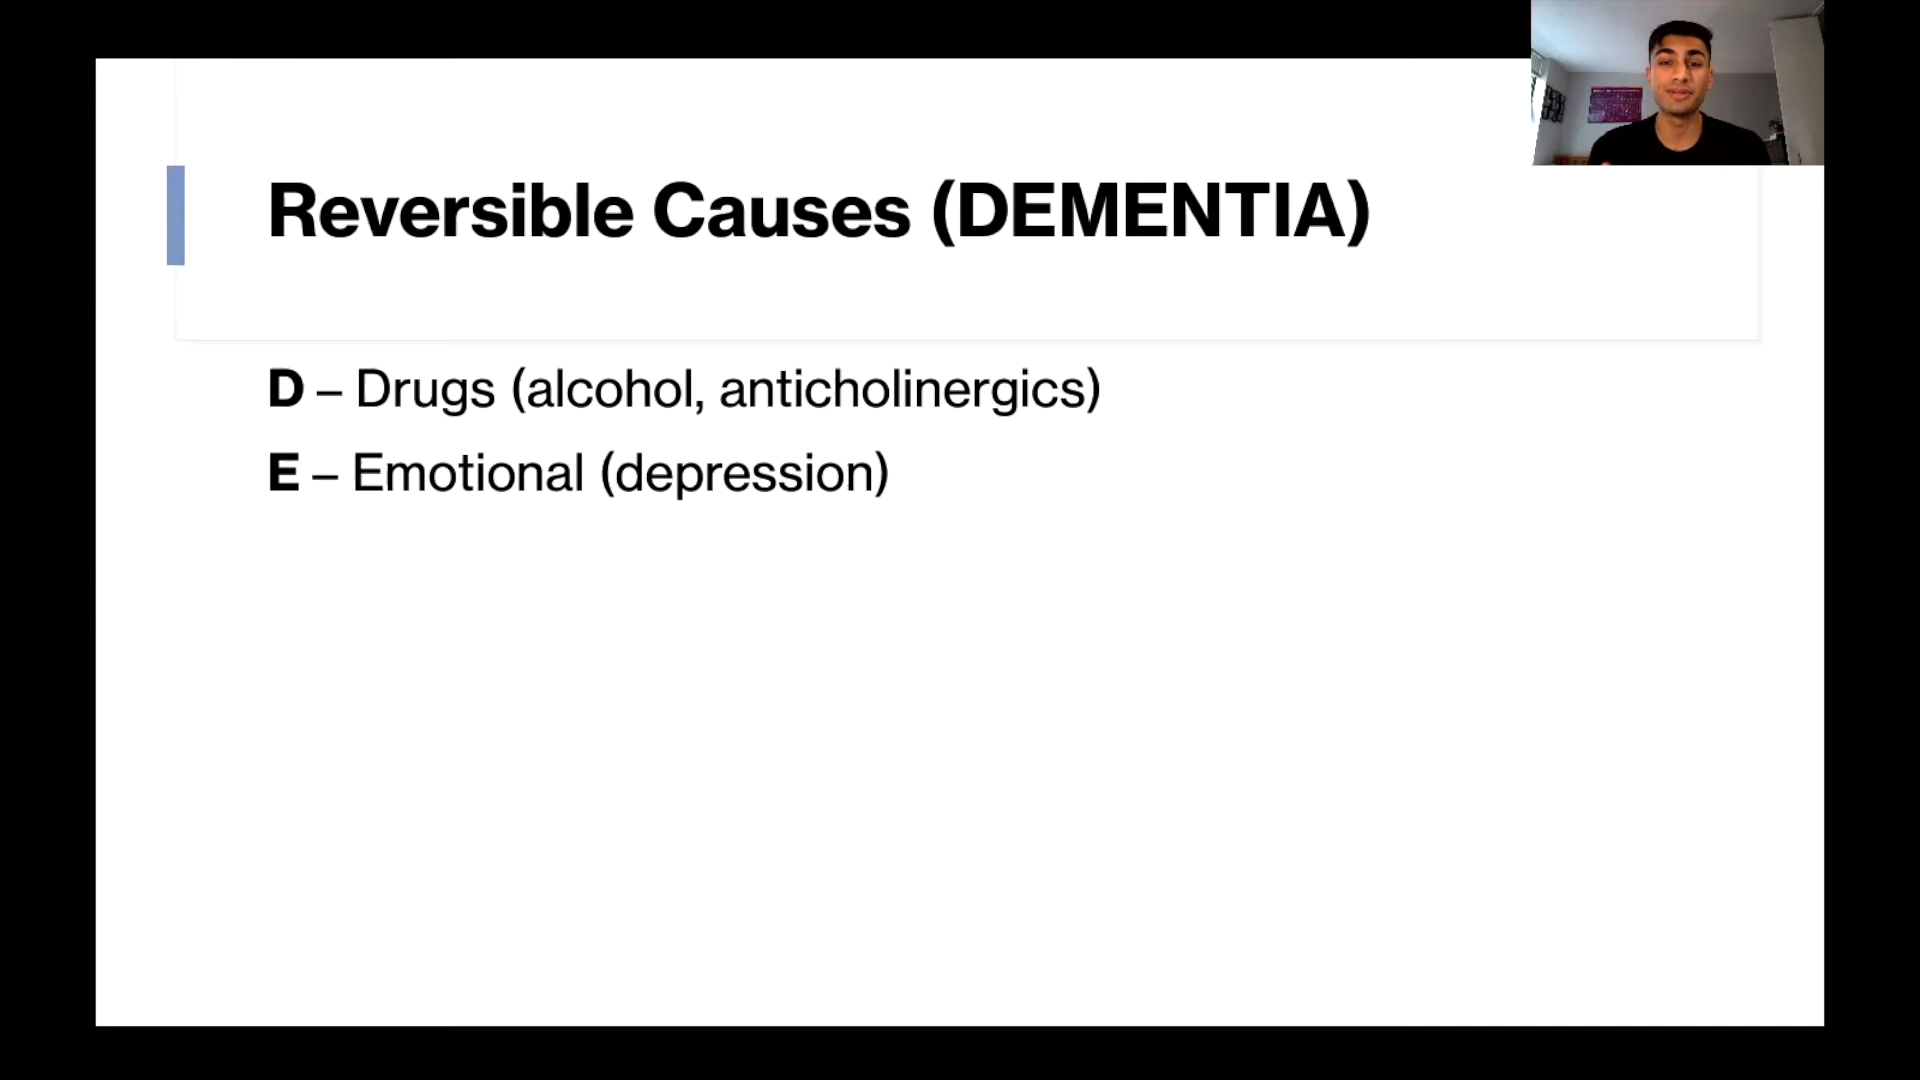 Reversible Causes (DEMENTIA)
D – Drugs (alcohol, anticholinergics)
E – Emotional (depression)